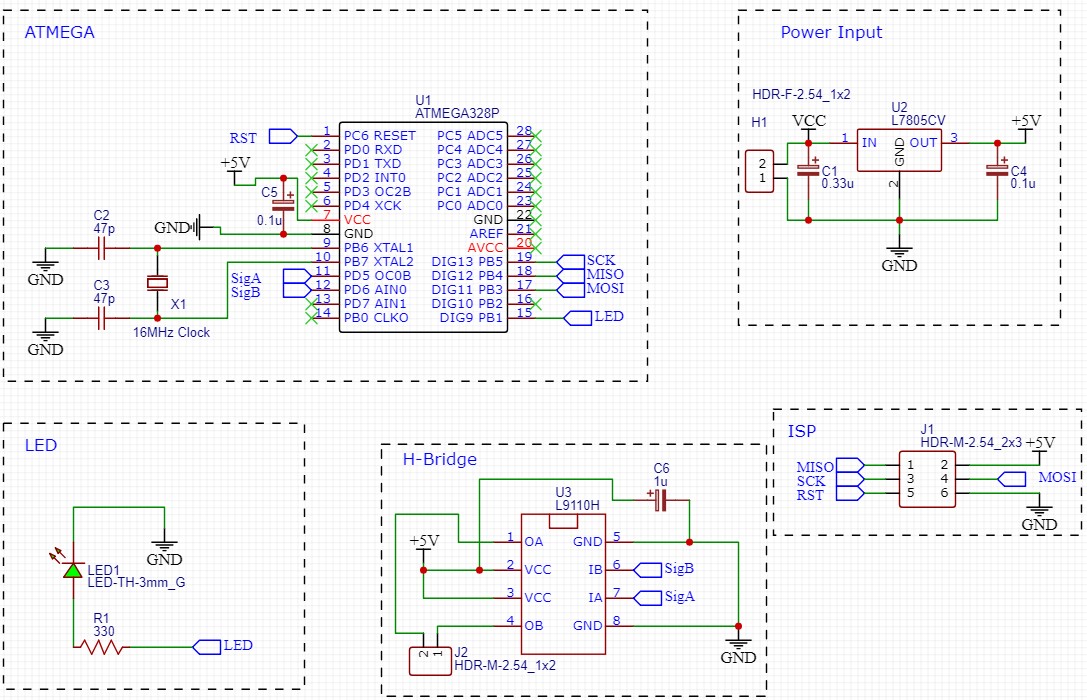 ATMEGA
U1
ATMEGA328P
RST
1 PC6 RESET PC5 ADC5 28
2 PD0 RXD PC4 ADC4 27
3 PD1 TXD PC3 ADC3 26
4 PD2 INT0 PC2 ADC2 25
5 PD3 OC2B PC1 ADC1 24
6 PD4 XCK PC0 ADC0 23
7 VCC GND 22
8 GND AREF 21
9 PB6 XTAL1 AVCC 20
10 PB7 XTAL2 DIG13 PB5 19 SCK
11 PD5 OC0B DIG12 PB4 18 MISO
12 PD6 AIN0 DIG11 PB3 17 MOSI
13 PD7 AIN1 DIG10 PB2 16
14 PB0 CLKO DIG9 PB1 15 LED
+5V
C5
0.1u
GND
C2
47p
GND
SigA
SigB
C3
47p
X1
16MHz Clock
GND
Power Input
HDR-F-2.54_1x2
H1
VCC
U2
L7805CV
+5V
1 IN OUT 3
GND
2
2
1
C1
0.33u
C4
0.1u
GND
LED
GND
LED1
LED-TH-3mm_G
R1
330
LED
H-Bridge
C6
1u
U3
L9110H
+5V
1 OA GND 5
2 VCC IB 6 SigB
3 VCC IA 7 SigA
4 OB GND 8
2 1
J2
HDR-M-2.54_1x2
GND
ISP
J1
HDR-M-2.54_2x3
+5V
MISO 1 2
SCK 3 4 MOSI
RST 5 6
GND